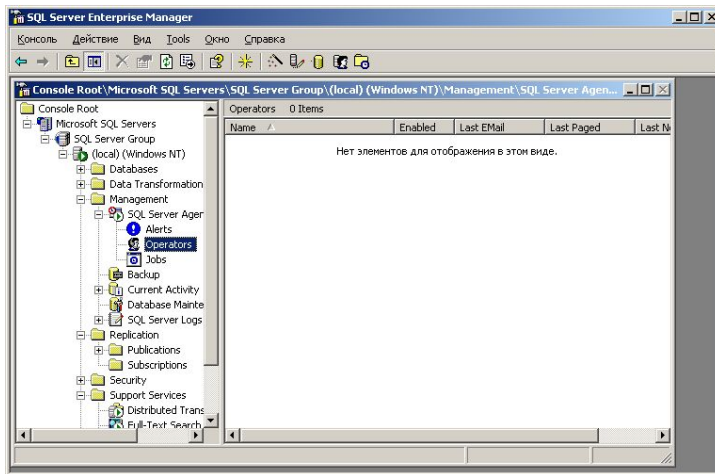 SQL Server Enterprise Manager
Консоль Действие Вид Tools Окно Справка
Console Root\Microsoft SQL Servers\SQL Server Group\(local) (Windows NT)\Management\SQL Server Agen...
Console Root
Microsoft SQL Servers
SQL Server Group
(local) (Windows NT)
Databases
Data Transformation
Management
SQL Server Ager
Alerts
Operators
Jobs
Backup
Current Activity
Database Mainte
SQL Server Logs
Replication
Publications
Subscriptions
Security
Support Services
Distributed Trans
Full-Text Search
Operators 0 Items
Name Enabled Last EMail Last Paged Last N
Нет элементов для отображения в этом виде.